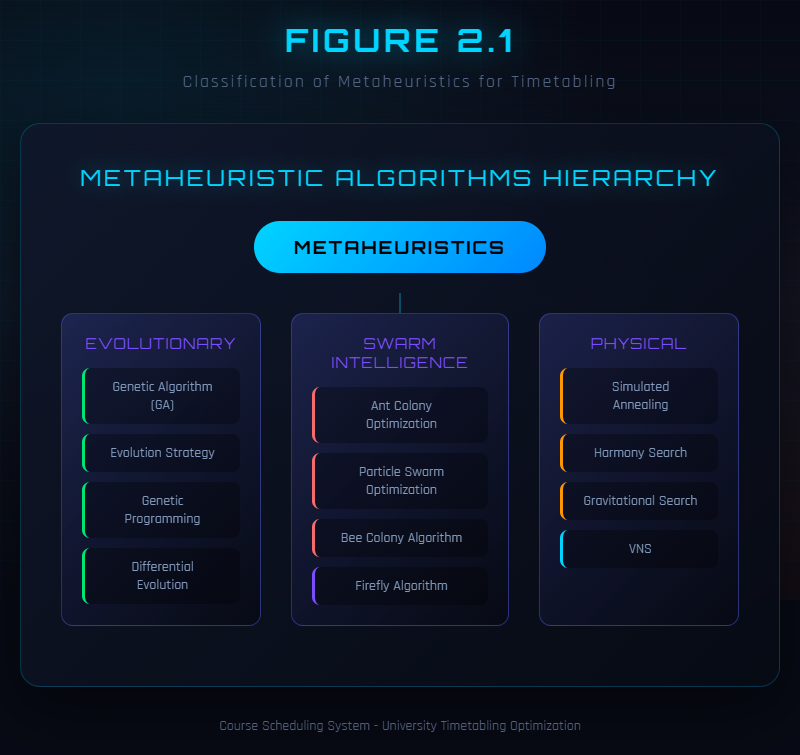 FIGURE 2.1
Classification of Metaheuristics for Timetabling
METAHEURISTIC ALGORITHMS HIERARCHY
METAHEURISTICS
EVOLUTIONARY
Genetic Algorithm
(GA)
Evolution Strategy
Genetic
Programming
Differential
Evolution
SWARM
INTELLIGENCE
Ant Colony
Optimization
Particle Swarm
Optimization
Bee Colony Algorithm
Firefly Algorithm
PHYSICAL
Simulated
Annealing
Harmony Search
Gravitational Search
VNS
Course Scheduling System - University Timetabling Optimization